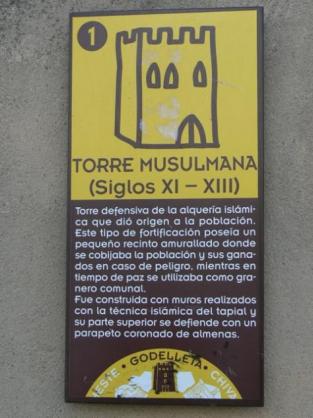 1
TORRE MUSULMANA
(Siglos XI – XIII)
Torre defensiva de la alquería islámi-
ca que dió origen a la población.
Este tipo de fortificación poseía un
pequeño recinto amurallado donde
se cobijaba la población y sus gana-
dos en caso de peligro, mientras en
tiempo de paz se utilizaba como gra-
nero comunal.
Fue construída con muros realizados
con la técnica islámica del tapial y
su parte superior se defiende con un
parapeto coronado de almenas.
· GODELLETA ·